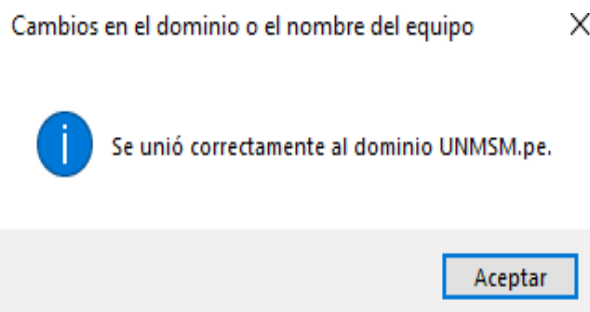 Cambios en el dominio o el nombre del equipo
Se unió correctamente al dominio UNMSM.pe.
Aceptar